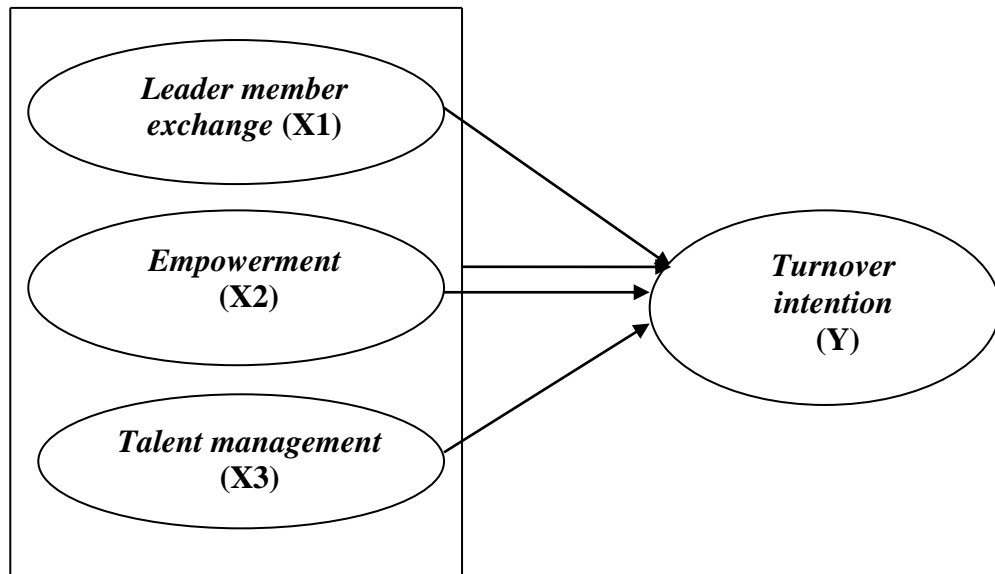 Leader member
exchange (X1)
Empowerment
(X2)
Talent management
(X3)
Turnover
intention
(Y)